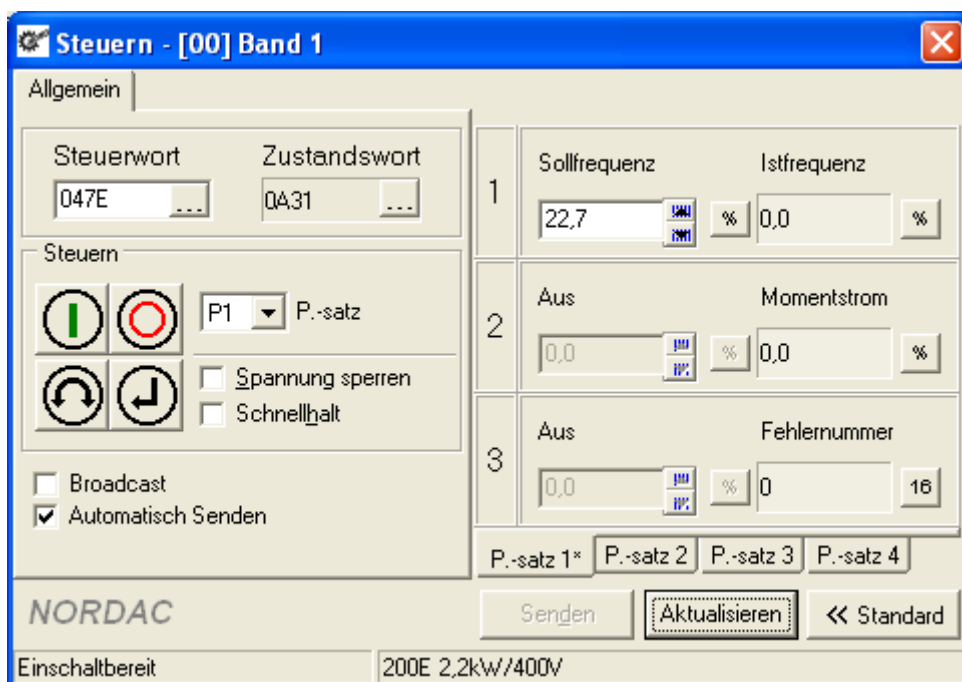 Steuern - [00] Band 1
Allgemein
Steuerwort Zustandswort
047E ... 0A31 ...
Steuern
P1 P.-satz
Spannung sperren
Schnellhalt
Broadcast
Automatisch Senden
1 Sollfrequenz Istfrequenz
22,7 % 0,0 %
2 Aus Momentstrom
0,0 % 0,0 %
3 Aus Fehlernummer
0,0 % 0 16
P.-satz 1* P.-satz 2 P.-satz 3 P.-satz 4
NORDAC Senden Aktualisieren << Standard
Einschaltbereit 200E 2,2kW/400V